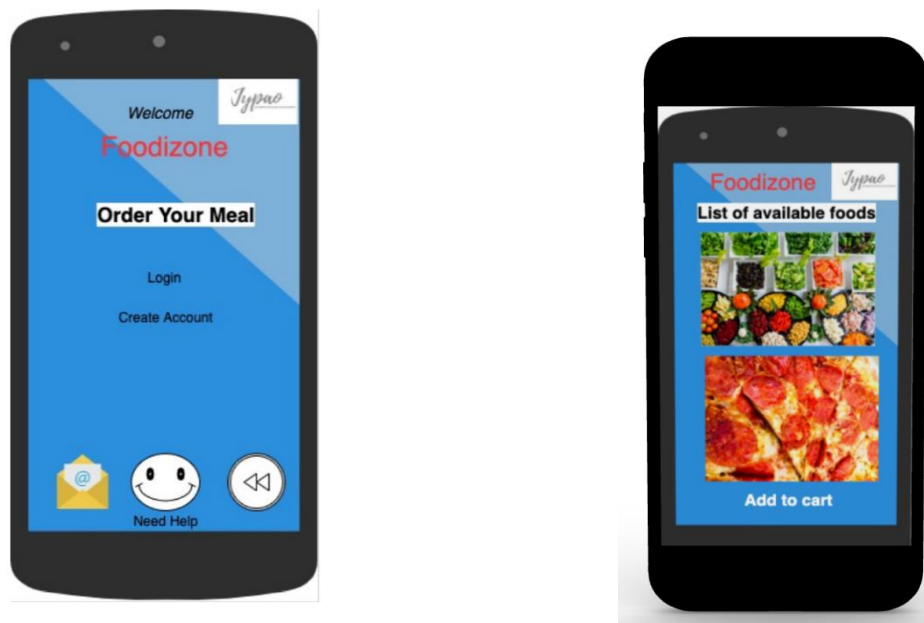 Jypao
Welcome
Foodizone
Order Your Meal
Login
Create Account
@
Need Help
Foodizone
Jypao
List of available foods
Add to cart